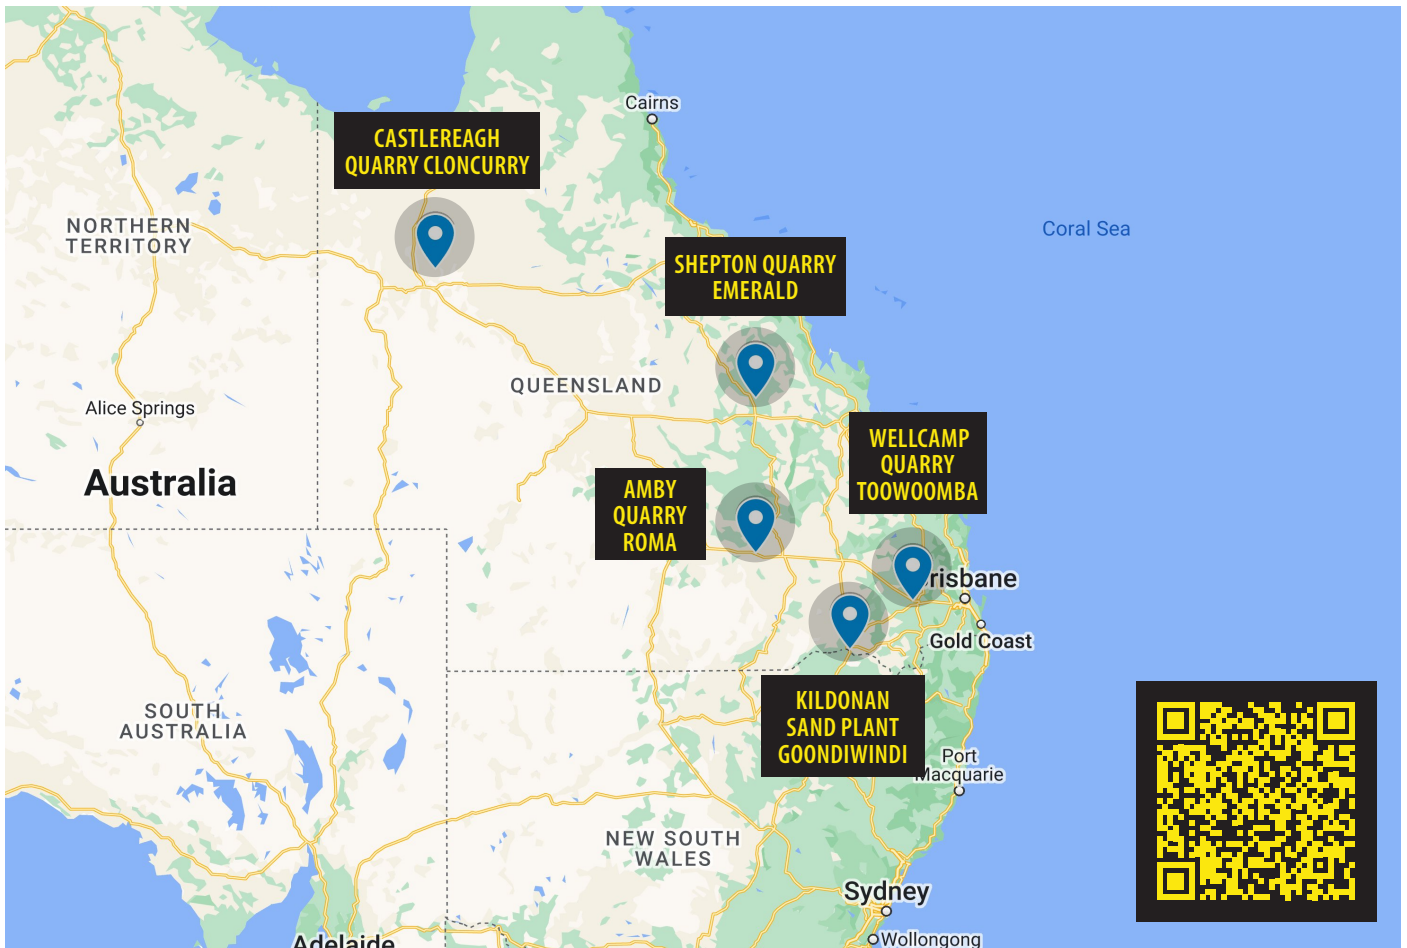 Cairns
CASTLEREAGH
QUARRY CLONCURRY
NORTHERN
TERRITORY
Coral Sea
SHEPTON QUARRY
EMERALD
QUEENSLAND
Alice Springs
WELLCAMP
QUARRY
TOOWOOMBA
Australia
AMBY
QUARRY
ROMA
risbane
Gold Coast
KILDONAN
SAND PLANT
GOONDIWINDI
SOUTH
AUSTRALIA
Port
Macquarie
NEW SOUTH
WALES
Sydney
Adelaide
Wollongong